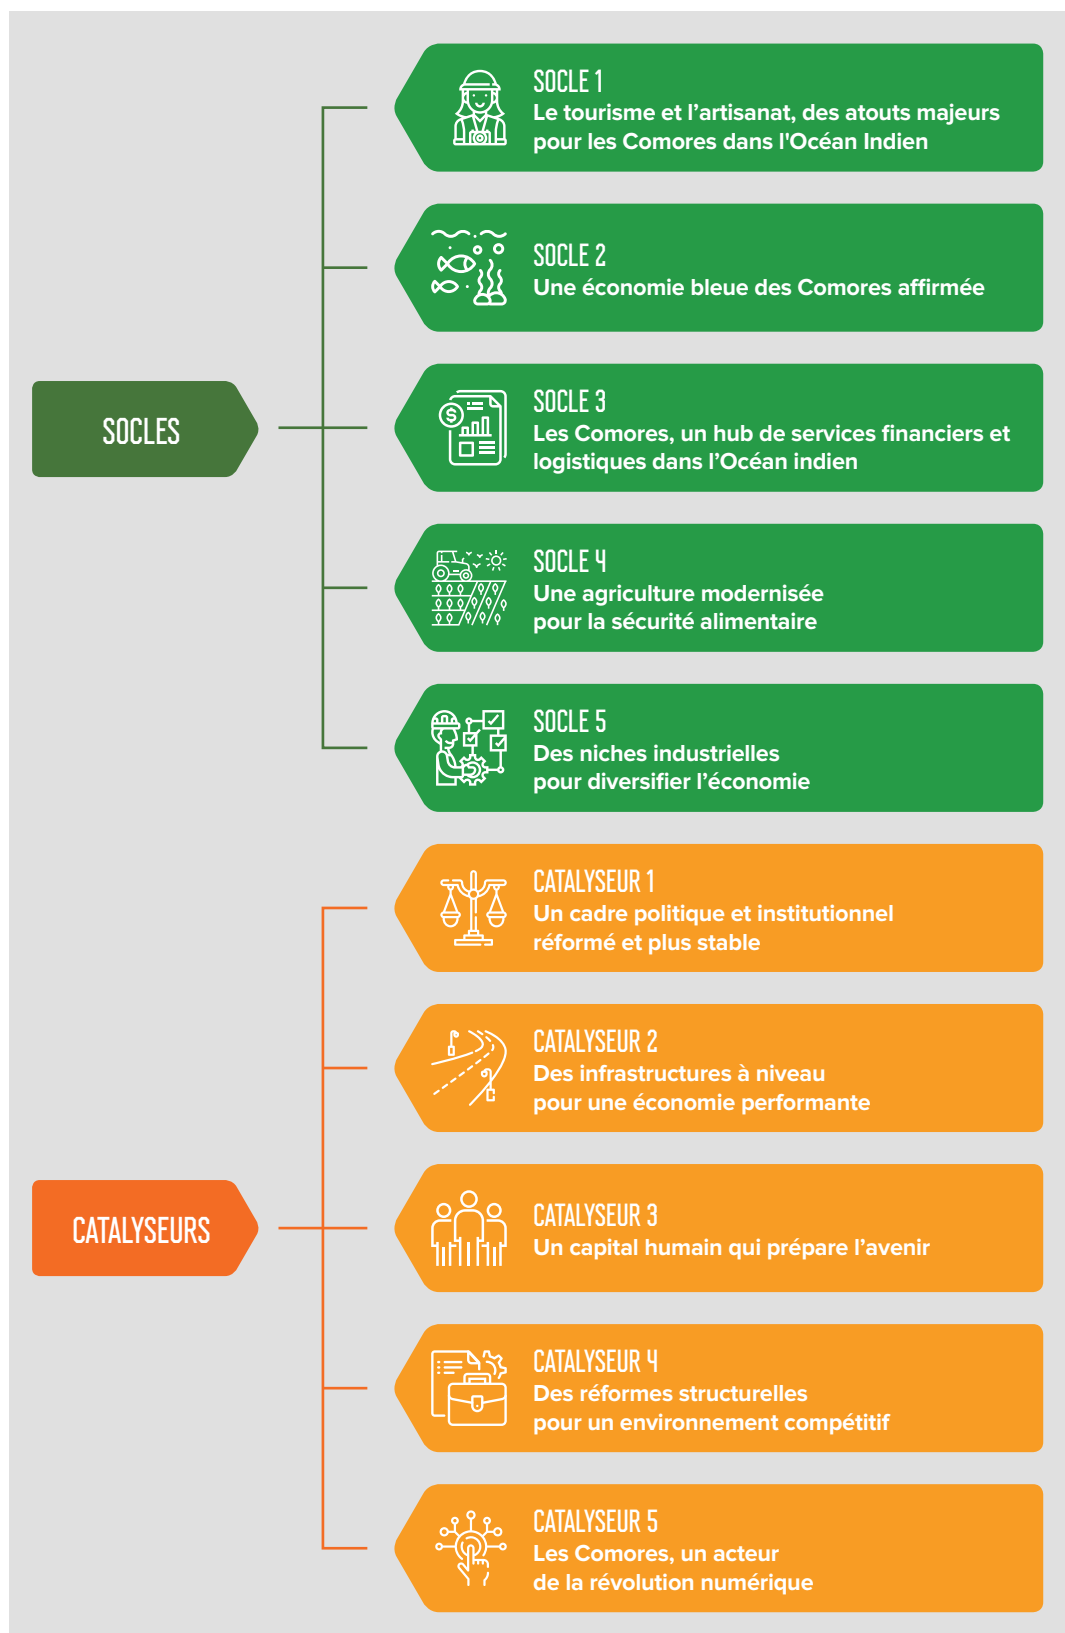 SOCLES
SOCLE 1
Le tourisme et l’artisanat, des atouts majeurs
pour les Comores dans l'Océan Indien
SOCLE 2
Une économie bleue des Comores affirmée
SOCLE 3
Les Comores, un hub de services financiers et
logistiques dans l’Océan indien
SOCLE 4
Une agriculture modernisée
pour la sécurité alimentaire
SOCLE 5
Des niches industrielles
pour diversifier l’économie
CATALYSEURS
CATALYSEUR 1
Un cadre politique et institutionnel
réformé et plus stable
CATALYSEUR 2
Des infrastructures à niveau
pour une économie performante
CATALYSEUR 3
Un capital humain qui prépare l’avenir
CATALYSEUR 4
Des réformes structurelles
pour un environnement compétitif
CATALYSEUR 5
Les Comores, un acteur
de la révolution numérique